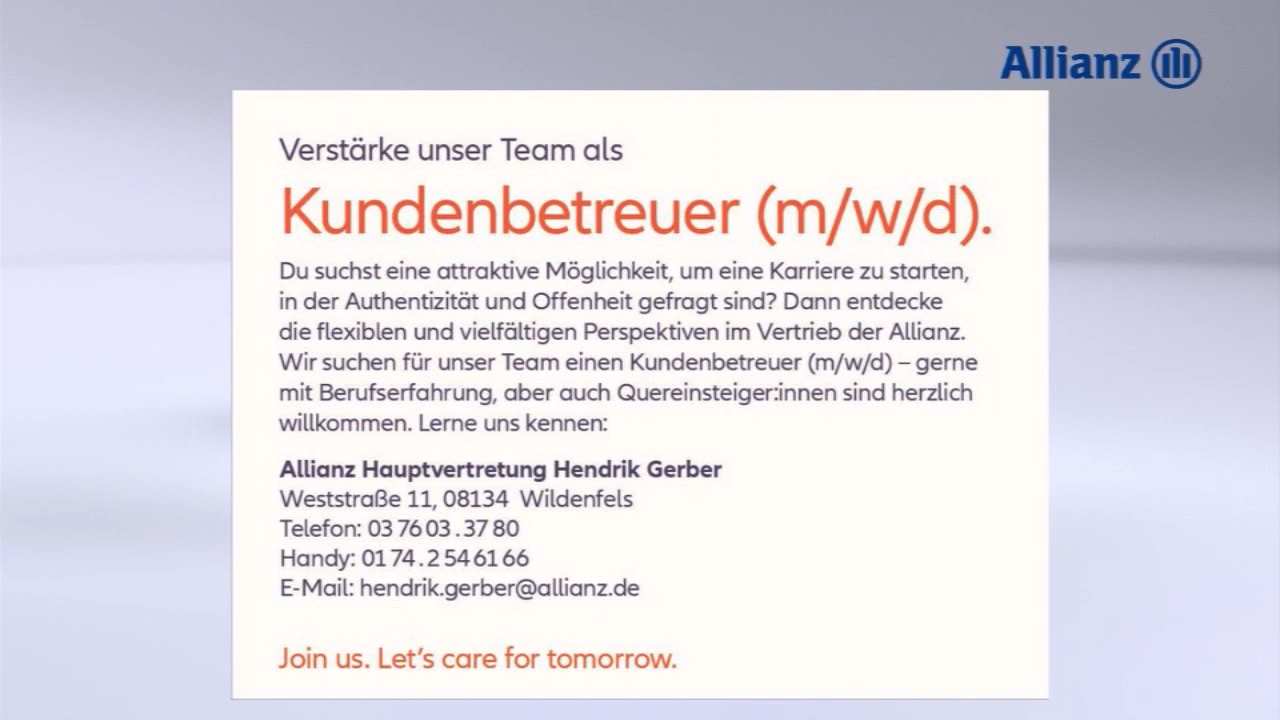 Allianz
Verstärke unser Team als
Kundenbetreuer (m/w/d).
Du suchst eine attraktive Möglichkeit, um eine Karriere zu starten,
in der Authentizität und Offenheit gefragt sind? Dann entdecke
die flexiblen und vielfältigen Perspektiven im Vertrieb der Allianz.
Wir suchen für unser Team einen Kundenbetreuer (m/w/d) – gerne
mit Berufserfahrung, aber auch Quereinsteiger:innen sind herzlich
willkommen. Lerne uns kennen:
Allianz Hauptvertretung Hendrik Gerber
Weststraße 11, 08134 Wildenfels
Telefon: 03 76 03 . 37 80
Handy: 01 74 . 2 54 61 66
E-Mail: hendrik.gerber@allianz.de
Join us. Let's care for tomorrow.